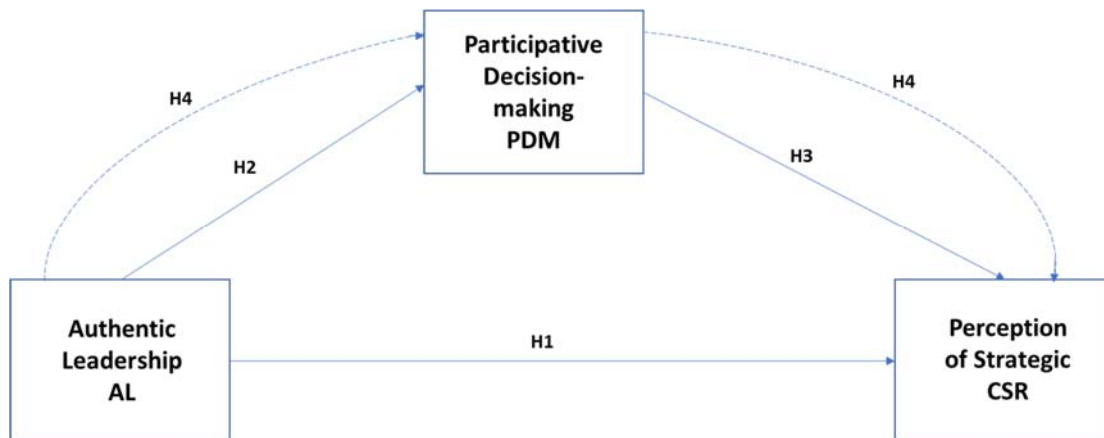 Participative
Decision-
making
PDM
H4
H4
H2
H3
Authentic
Leadership
AL
H1
Perception
of Strategic
CSR